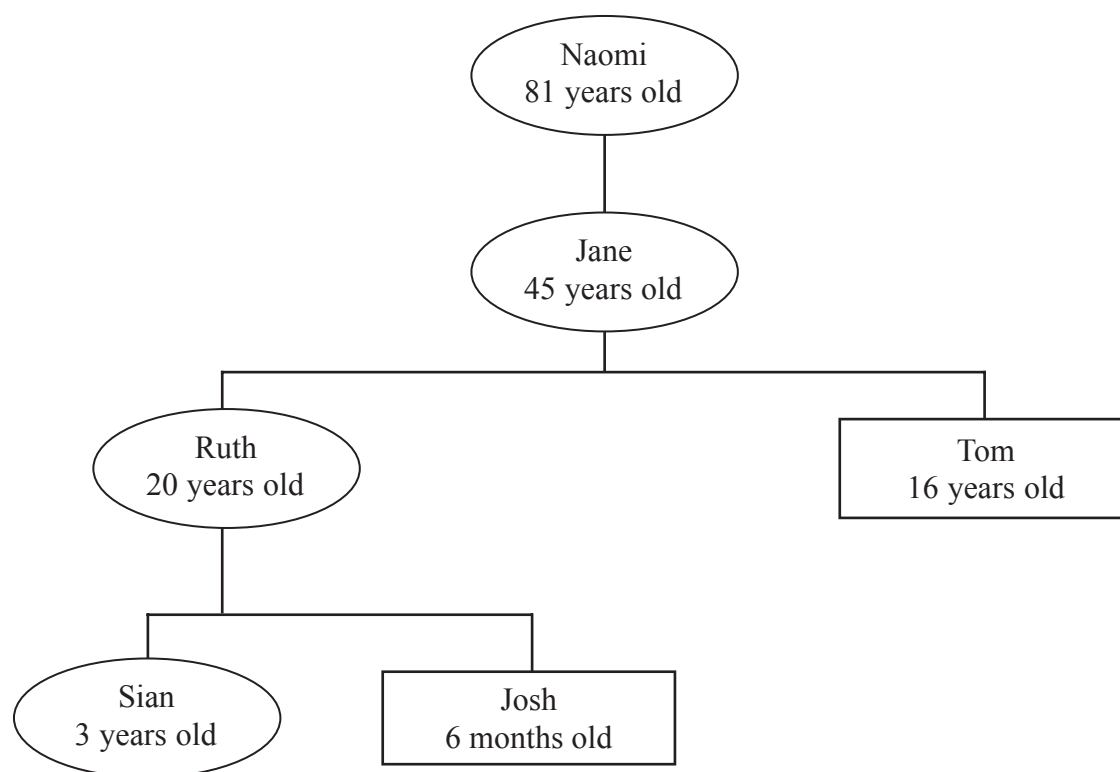 Naomi
81 years old
Jane
45 years old
Ruth
20 years old
Tom
16 years old
Sian
3 years old
Josh
6 months old